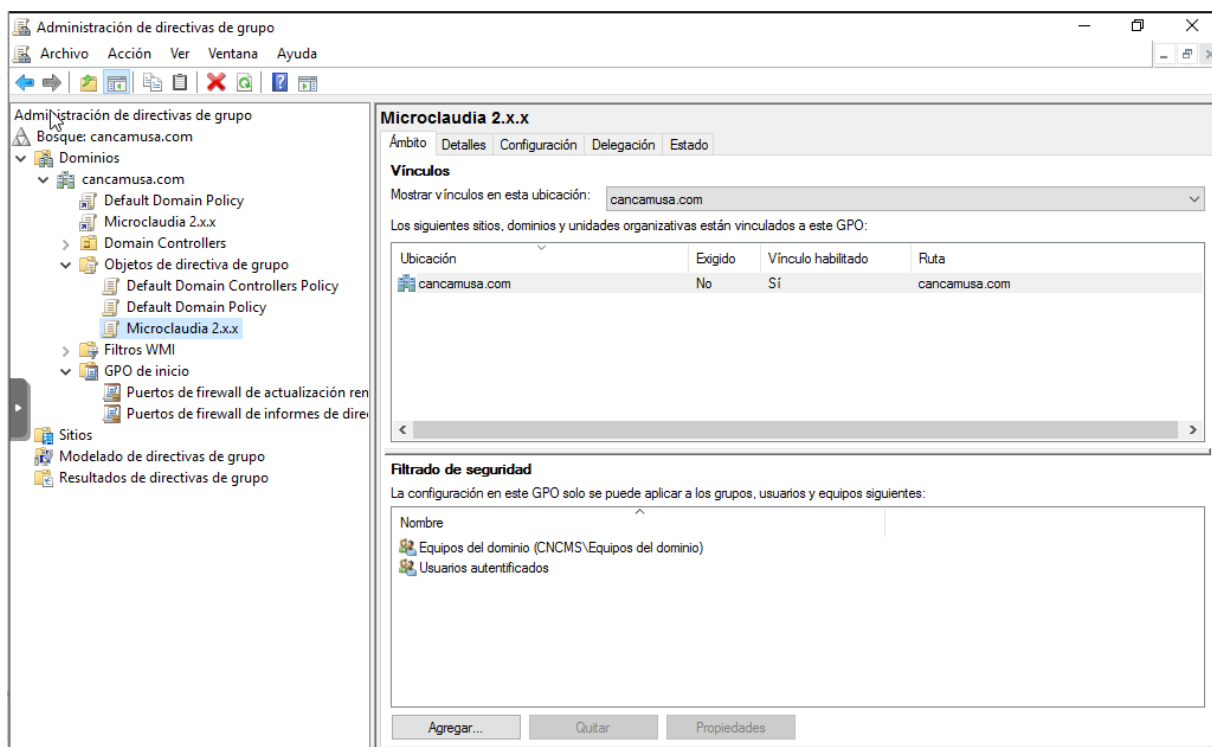 Administración de directivas de grupo
Archivo Acción Ver Ventana Ayuda
Administración de directivas de grupo
Bosque: cancamusa.com
Dominios
cancamusa.com
Default Domain Policy
Microclaudia 2.x.x
Domain Controllers
Objetos de directiva de grupo
Default Domain Controllers Policy
Default Domain Policy
Microclaudia 2.x.x
Filtros WMI
GPO de inicio
Puertos de firewall de actualización ren
Puertos de firewall de informes de dire
Sitios
Modelado de directivas de grupo
Resultados de directivas de grupo
Microclaudia 2.x.x
Ámbito Detalles Configuración Delegación Estado
Vínculos
Mostrar vínculos en esta ubicación: cancamusa.com
Los siguientes sitios, dominios y unidades organizativas están vinculados a este GPO:
Ubicación Exigido Vínculo habilitado Ruta
cancamusa.com No Sí cancamusa.com
Filtrado de seguridad
La configuración en este GPO solo se puede aplicar a los grupos, usuarios y equipos siguientes:
Nombre
Equipos del dominio (CNCMS\Equipos del dominio)
Usuarios autentificados
Agregar... Quitar Propiedades